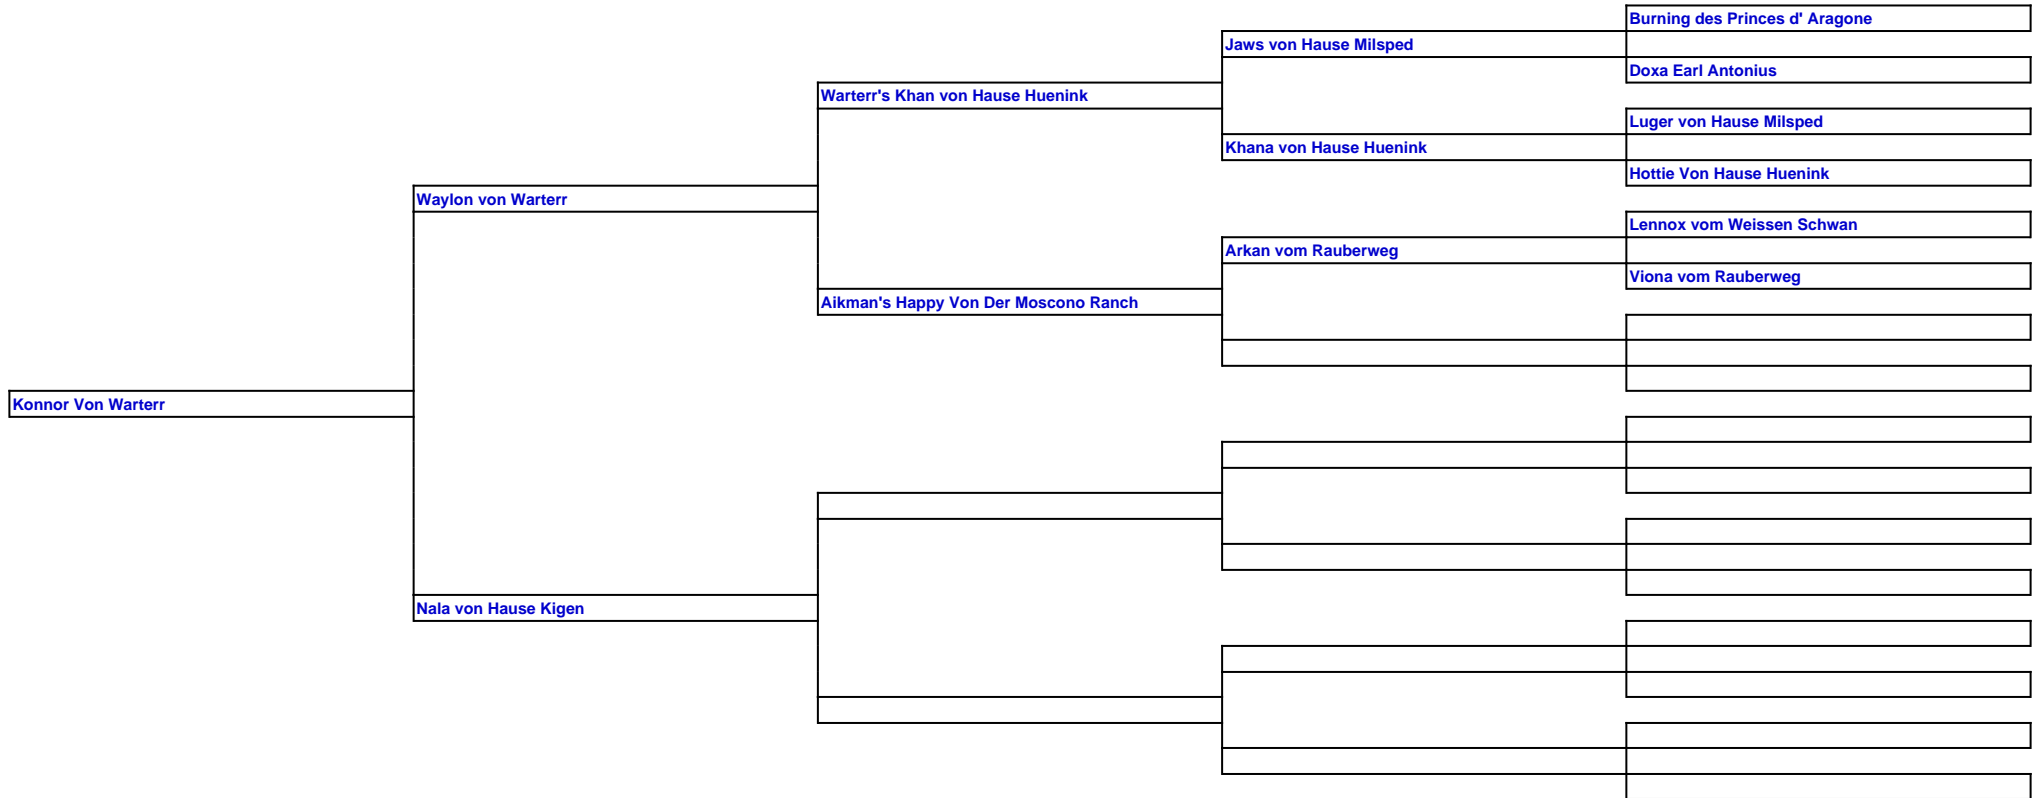 Burning des Princes d' Aragone
Jaws von Hause Milsped
Doxa Earl Antonius
Warterr's Khan von Hause Huenink
Luger von Hause Milsped
Khana von Hause Huenink
Hottie Von Hause Huenink
Waylon von Warterr
Lennox vom Weissen Schwan
Arkan vom Rauberweg
Viona vom Rauberweg
Aikman's Happy Von Der Moscono Ranch
Konnor Von Warterr
Nala von Hause Kigen